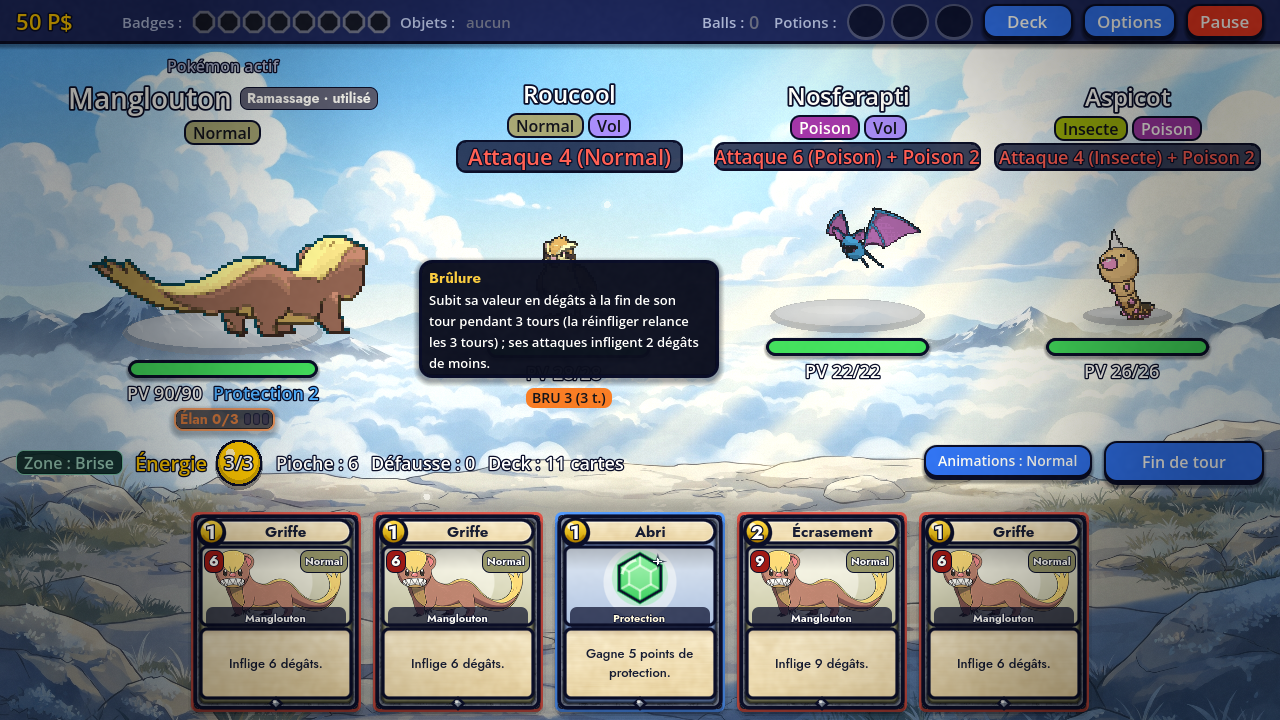 50 P$
Badges :
Objets : aucun
Balls : 0
Potions :
Deck
Options
Pause
Pokémon actif
Manglouton
Ramassage · utilisé
Normal
Roucool
Normal
Vol
Attaque 4 (Normal)
Nosferapti
Poison
Vol
Attaque 6 (Poison) + Poison 2
Aspicot
Insecte
Poison
Attaque 4 (Insecte) + Poison 2
Brûlure
Subit sa valeur en dégâts à la fin de son
tour pendant 3 tours (la réinfliger relance
les 3 tours) ; ses attaques infligent 2 dégâts
de moins.
PV 90/90
Protection 2
Élan 0/3
BRU 3 (3 t.)
PV 22/22
PV 26/26
Zone : Brise
Énergie
3/3
Pioche : 6
Défausse : 0
Deck : 11 cartes
Animations : Normal
Fin de tour
1
Griffe
6
Normal
Manglouton
Inflige 6 dégâts.
1
Griffe
6
Normal
Manglouton
Inflige 6 dégâts.
1
Abri
Protection
Gagne 5 points de
protection.
2
Écrasement
9
Normal
Manglouton
Inflige 9 dégâts.
1
Griffe
6
Normal
Manglouton
Inflige 6 dégâts.